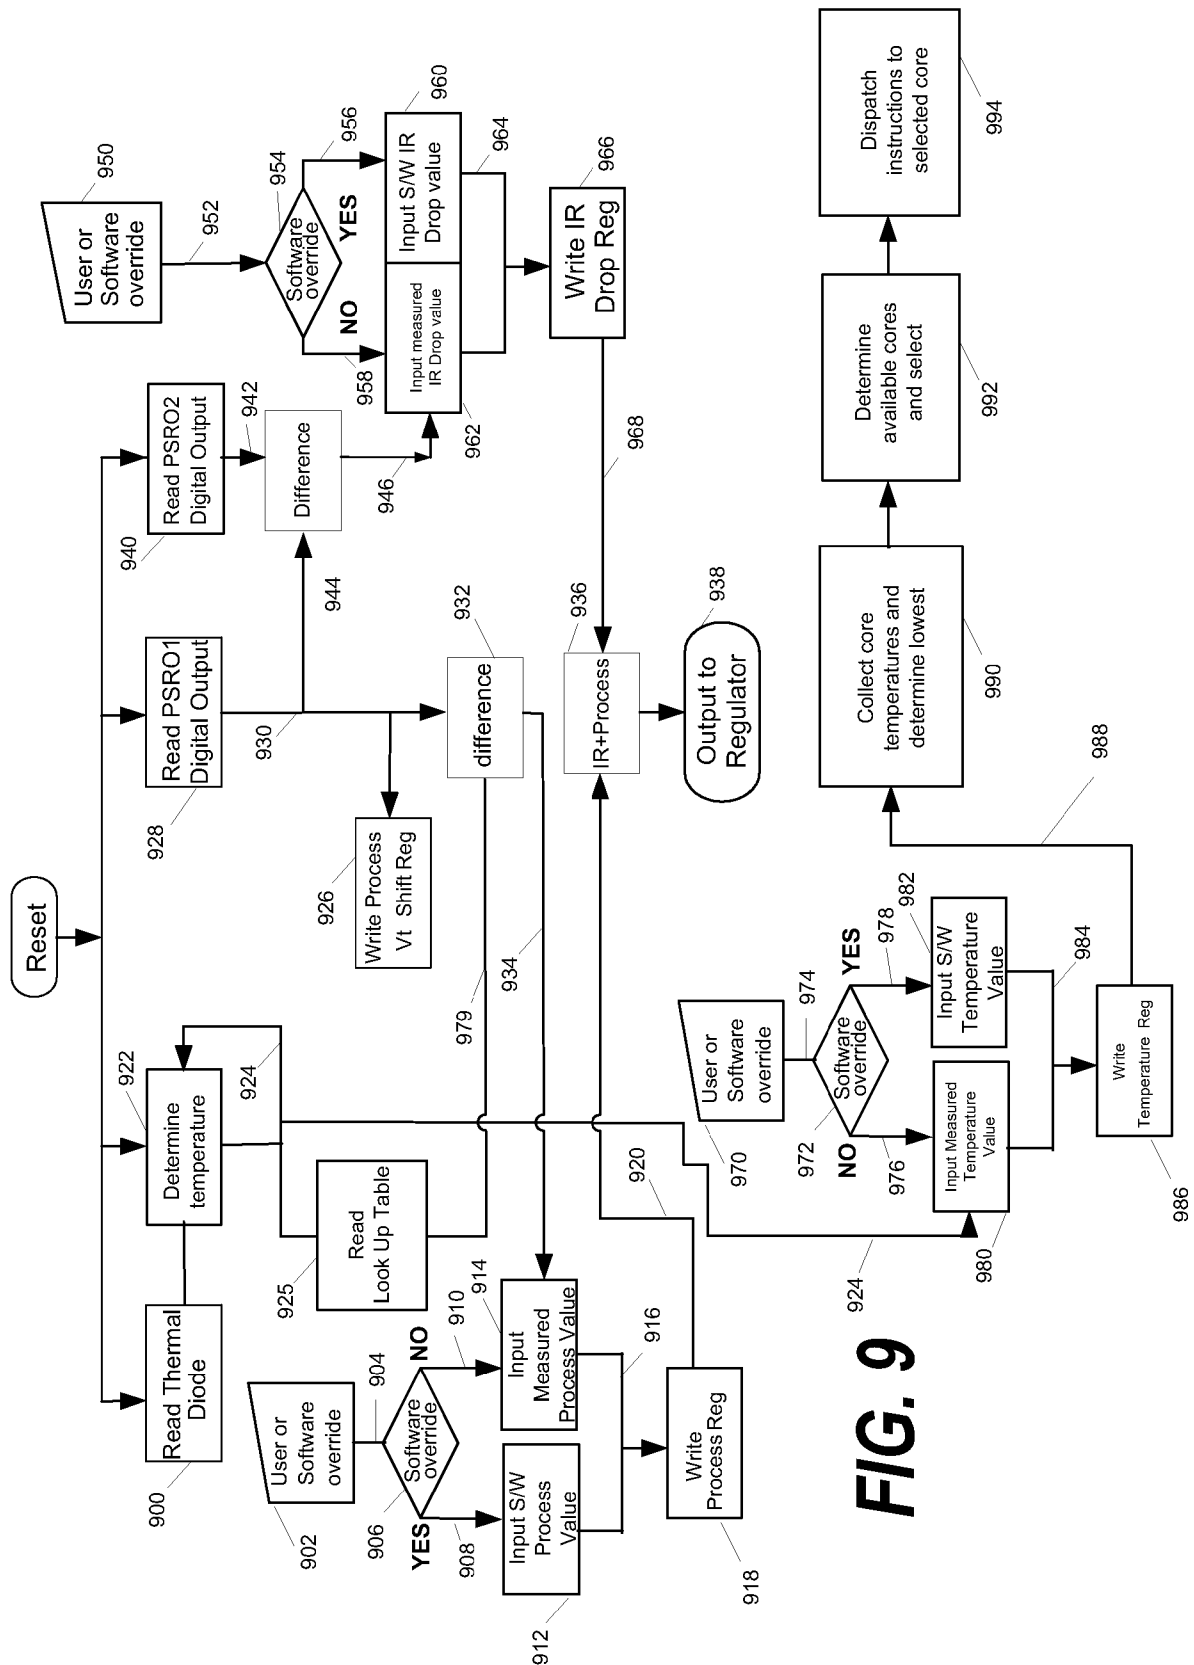 Reset
900
Read Thermal
Diode
922
Determine
temperature
924
928
Read PSRO1
Digital Output
940
Read PSRO2
Digital Output
942
950
User or
Software
override
952
902
User or
Software
override
904
925
Read
Look Up Table
926
Write Process
Vt Shift Reg
930
944
Difference
946
954
Software
override
956
YES
NO
958
906
Software
override
YES
908
NO
910
979
934
932
difference
962
Input measured
IR Drop value
960
Input S/W IR
Drop value
964
912
Input S/W
Process
Value
914
Input
Measured
Process Value
916
936
IR+Process
968
966
Write IR
Drop Reg
918
Write
Process Reg
920
938
Output to
Regulator
970
User or
Software
override
974
972
Software
override
NO
976
YES
978
924
980
Input Measured
Temperature
Value
982
Input S/W
Temperature
Value
984
986
Write
Temperature Reg
988
990
Collect core
temperatures and
determine lowest
992
Determine
available cores
and select
994
Dispatch
instructions to
selected core
FIG. 9